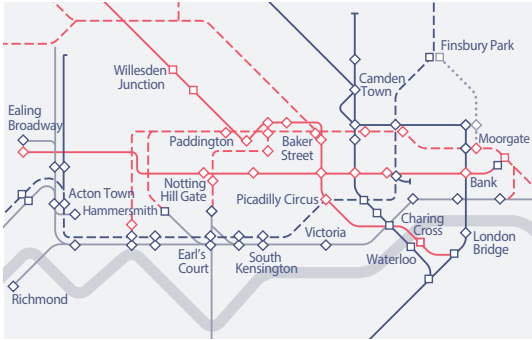 Finsbury Park
Willesden
Junction
Camden
Town
Ealing
Broadway
Paddington
Baker
Street
Moorgate
Notting
Hill Gate
Acton Town
Hammersmith
Picadilly Circus
Bank
Charing
Cross
Victoria
Earl's
Court
South
Kensington
Waterloo
London
Bridge
Richmond